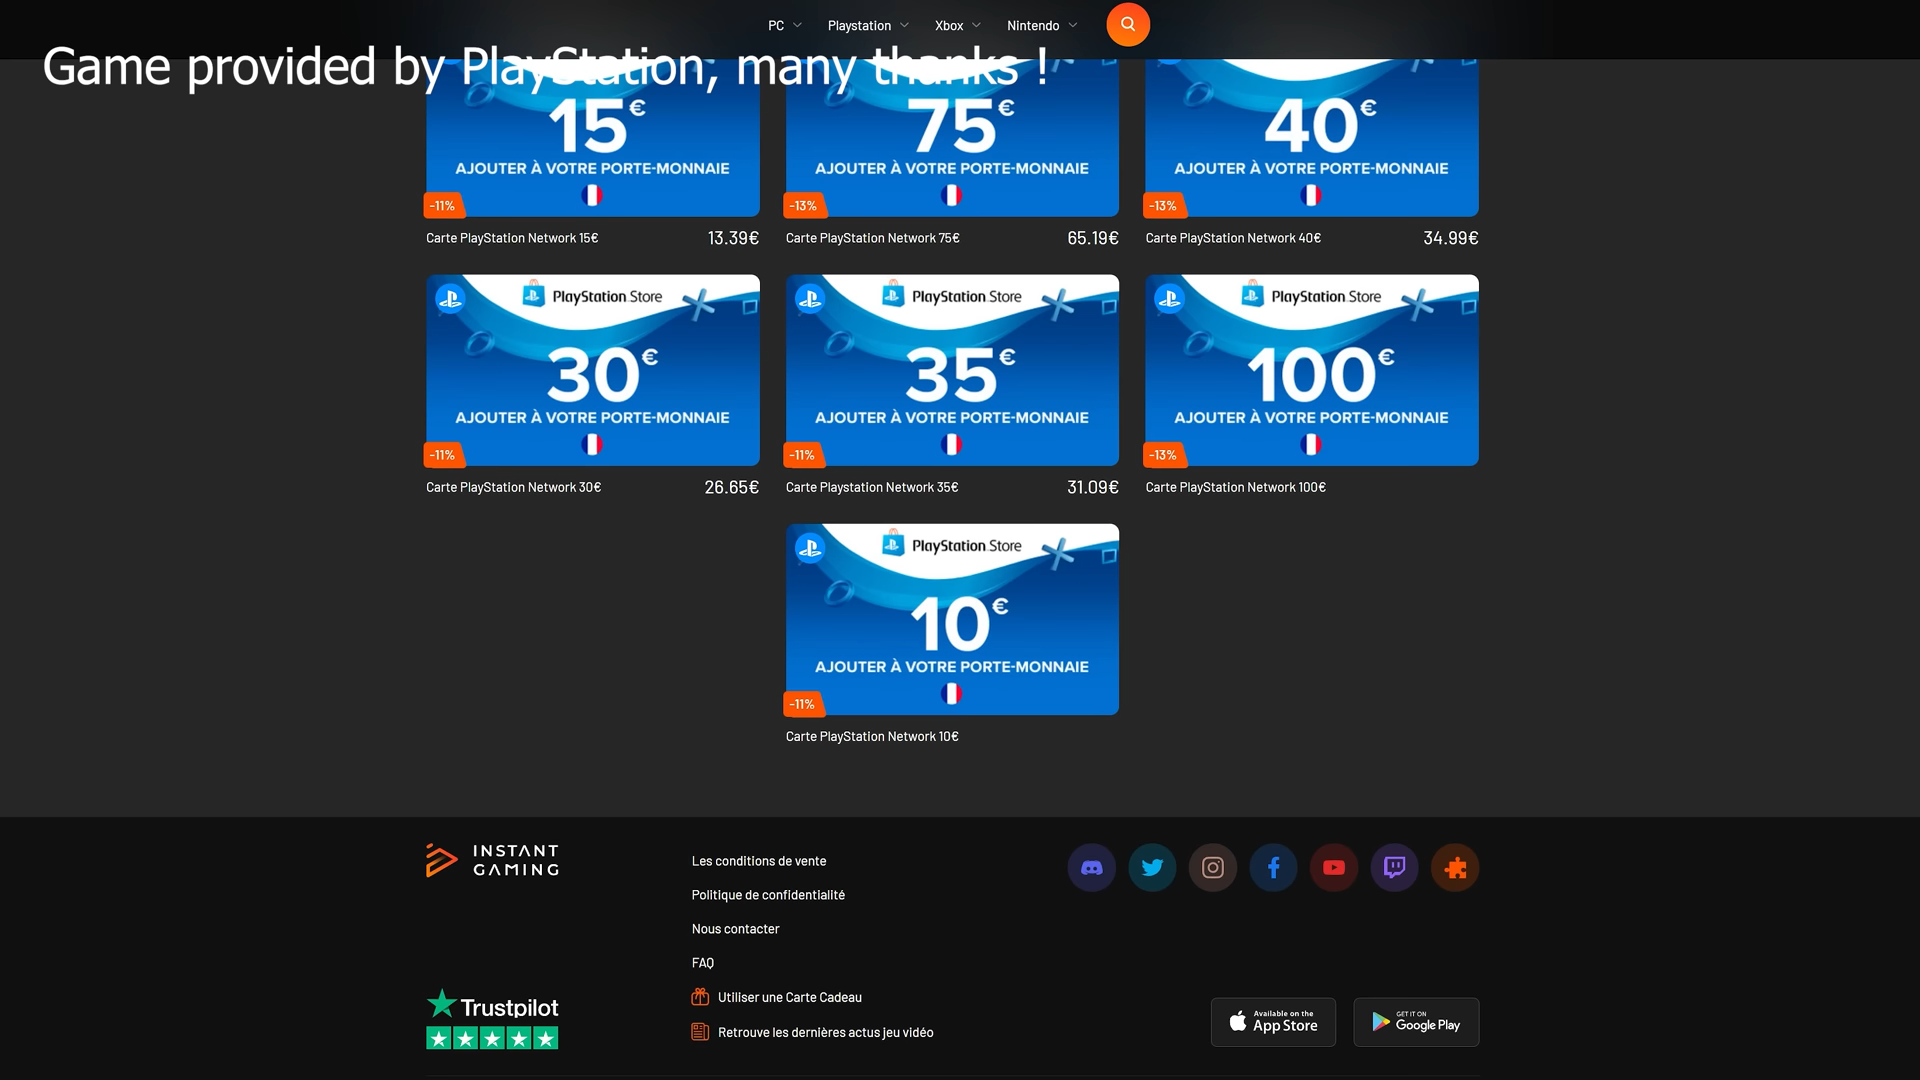 PC
Playstation
Xbox
Nintendo
Game provided by PlayStation, many thanks !
15€
AJOUTER À VOTRE PORTE-MONNAIE
-11%
Carte PlayStation Network 15€
13.39€
75€
AJOUTER À VOTRE PORTE-MONNAIE
-13%
Carte PlayStation Network 75€
65.19€
40€
AJOUTER À VOTRE PORTE-MONNAIE
-13%
Carte PlayStation Network 40€
34.99€
PlayStation Store
30€
AJOUTER À VOTRE PORTE-MONNAIE
-11%
Carte PlayStation Network 30€
26.65€
PlayStation Store
35€
AJOUTER À VOTRE PORTE-MONNAIE
-11%
Carte Playstation Network 35€
31.09€
PlayStation Store
100€
AJOUTER À VOTRE PORTE-MONNAIE
-13%
Carte PlayStation Network 100€
PlayStation Store
10€
AJOUTER À VOTRE PORTE-MONNAIE
-11%
Carte PlayStation Network 10€
INSTANT
GAMING
Trustpilot
Les conditions de vente
Politique de confidentialité
Nous contacter
FAQ
Utiliser une Carte Cadeau
Retrouve les dernières actus jeu vidéo
Available on the
App Store
GET IT ON
Google Play